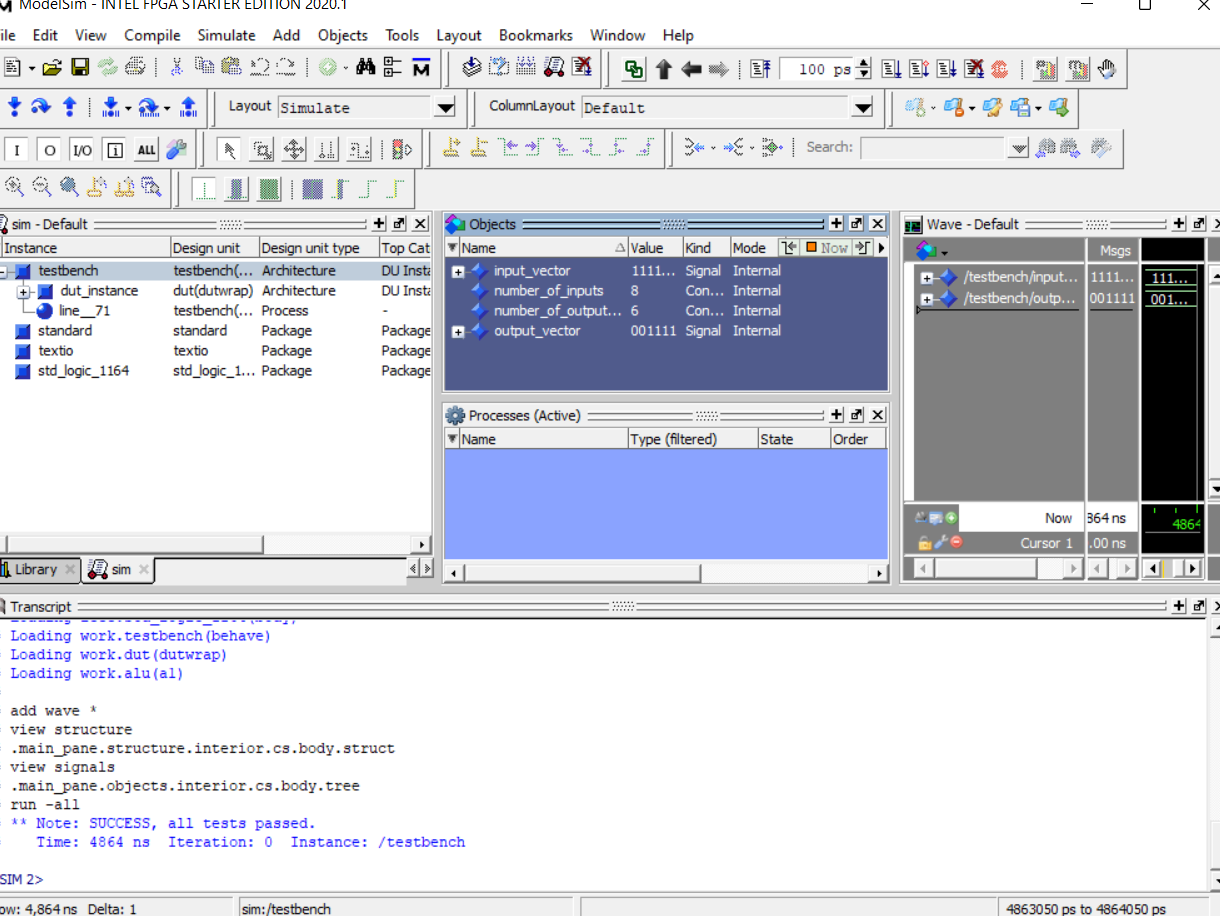 ModelSim - INTEL FPGA STARTER EDITION 2020.1
ile Edit View Compile Simulate Add Objects Tools Layout Bookmarks Window Help
100 ps
Layout Simulate ColumnLayout Default
I O I/O i ALL Search:
sim - Default
Instance Design unit Design unit type Top Cat
testbench testbench(... Architecture DU Insta
dut_instance dut(dutwrap) Architecture DU Insta
line__71 testbench(... Process -
standard standard Package Package
textio textio Package Package
std_logic_1164 std_logic_1... Package Package
Library sim
Objects
Name Value Kind Mode Now
input_vector 1111... Signal Internal
number_of_inputs 8 Con... Internal
number_of_output... 6 Con... Internal
output_vector 001111 Signal Internal
Processes (Active)
Name Type (filtered) State Order
Wave - Default
Msgs
/testbench/input... 1111... 111...
/testbench/outp... 001111 001...
Now 864 ns 4864
Cursor 1 .00 ns
Transcript
Loading work.testbench(behave)
Loading work.dut(dutwrap)
Loading work.alu(a1)
add wave *
view structure
.main_pane.structure.interior.cs.body.struct
view signals
.main_pane.objects.interior.cs.body.tree
run -all
** Note: SUCCESS, all tests passed.
Time: 4864 ns Iteration: 0 Instance: /testbench
SIM 2>
ow: 4,864 ns Delta: 1 sim:/testbench 4863050 ps to 4864050 ps